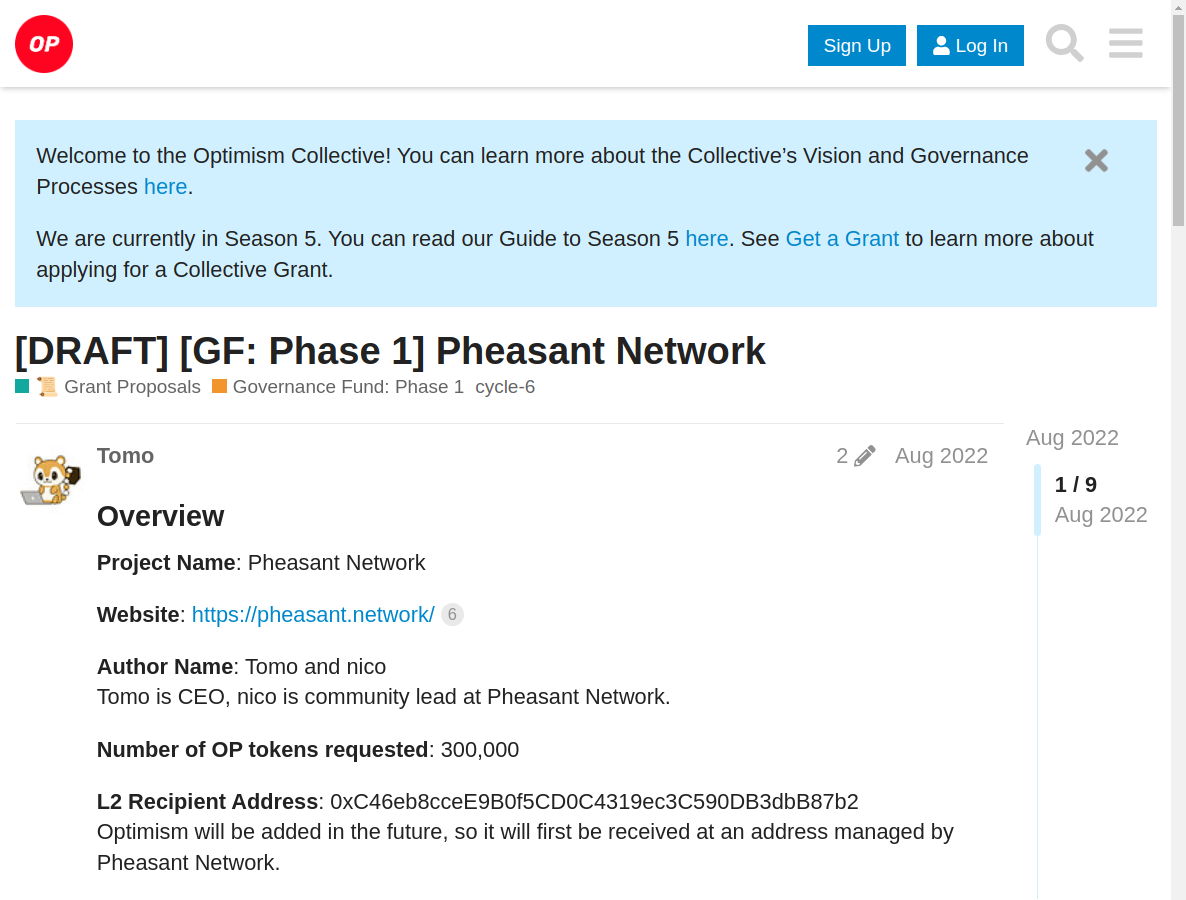 OP
Sign Up
Log In
Welcome to the Optimism Collective! You can learn more about the Collective’s Vision and Governance
Processes here.
We are currently in Season 5. You can read our Guide to Season 5 here. See Get a Grant to learn more about
applying for a Collective Grant.
[DRAFT] [GF: Phase 1] Pheasant Network
📜 Grant Proposals Governance Fund: Phase 1 cycle-6
Aug 2022
Tomo 2 Aug 2022
1 / 9
Aug 2022
Overview
Project Name: Pheasant Network
Website: https://pheasant.network/ 6
Author Name: Tomo and nico
Tomo is CEO, nico is community lead at Pheasant Network.
Number of OP tokens requested: 300,000
L2 Recipient Address: 0xC46eb8cceE9B0f5CD0C4319ec3C590DB3dbB87b2
Optimism will be added in the future, so it will first be received at an address managed by
Pheasant Network.